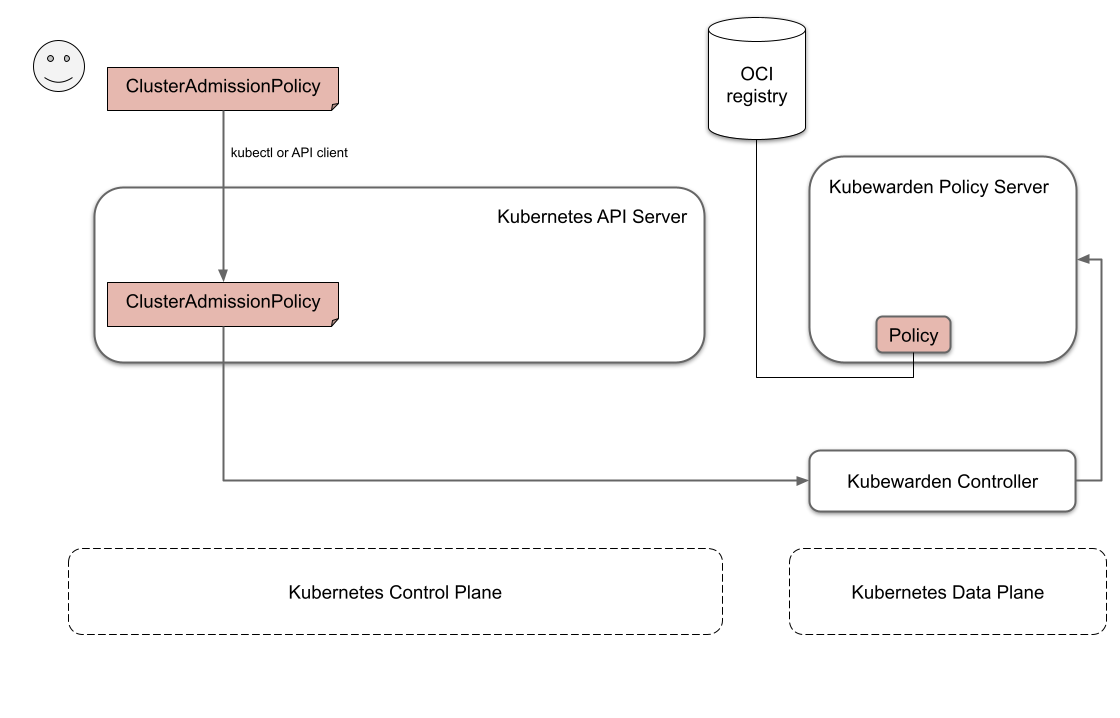 ClusterAdmissionPolicy
kubectl or API client
OCI
registry
Kubernetes API Server
ClusterAdmissionPolicy
Kubewarden Policy Server
Policy
Kubewarden Controller
Kubernetes Control Plane
Kubernetes Data Plane